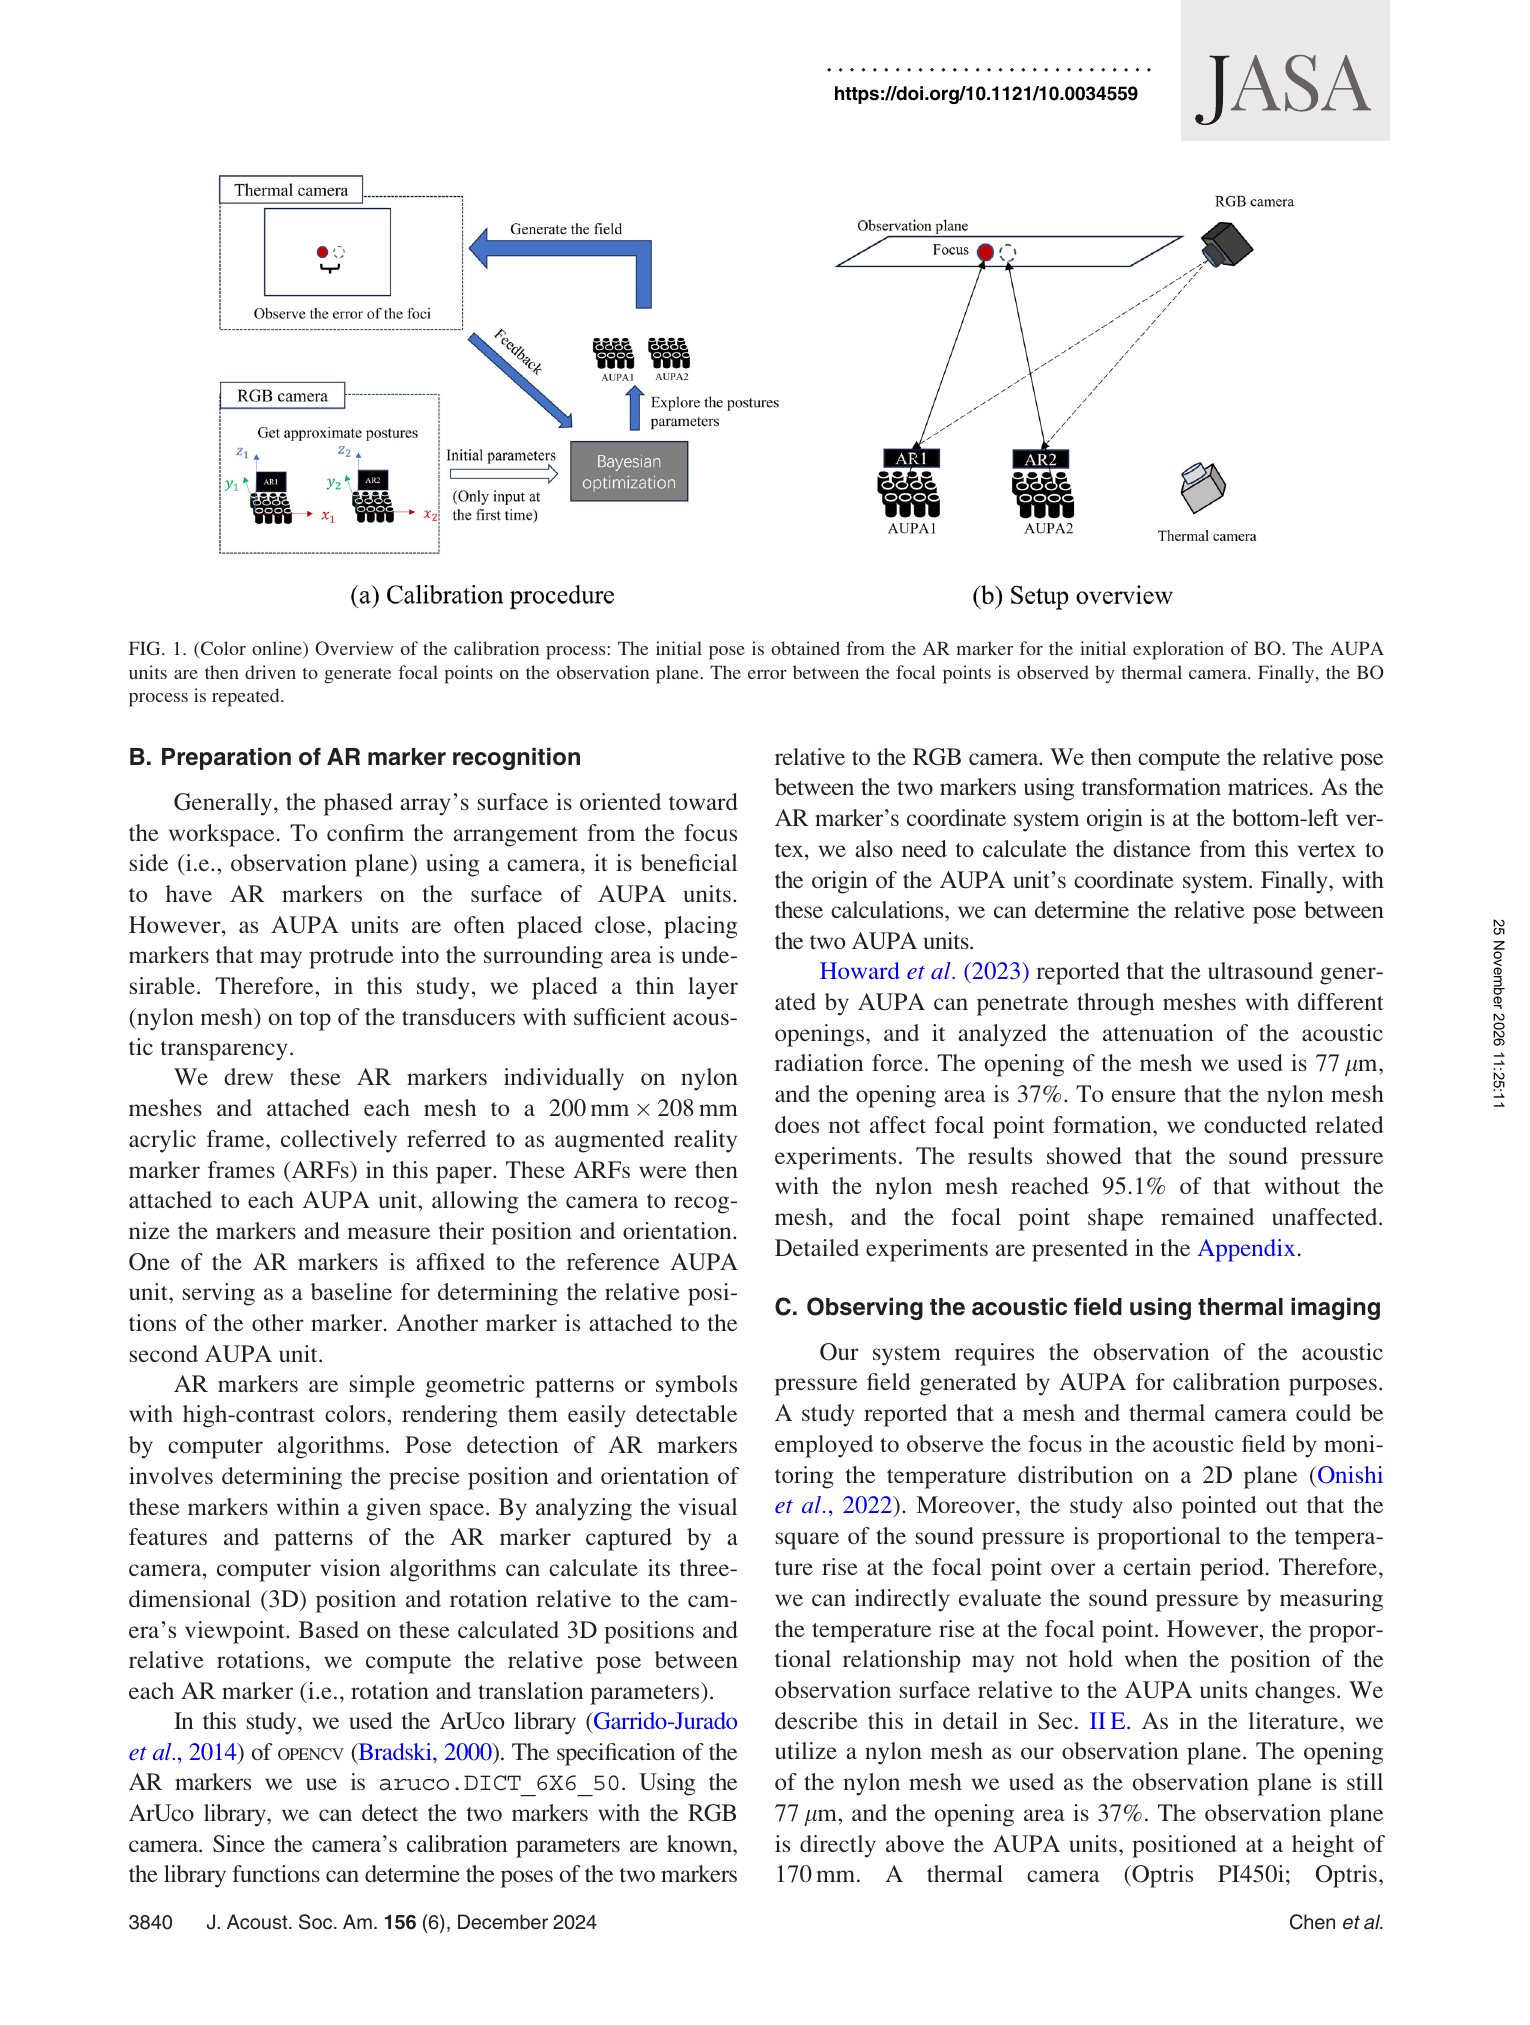 https://doi.org/10.1121/10.0034559
JASA
Thermal camera
Observe the error of the foci
Generate the field
Feedback
AUPA1
AUPA2
Explore the postures
parameters
RGB camera
Get approximate postures
z1
z2
y1
AR1
y2
AR2
x1
x2
Initial parameters
(Only input at
the first time)
Bayesian
optimization
(a) Calibration procedure
RGB camera
Observation plane
Focus
AR1
AR2
AUPA1
AUPA2
Thermal camera
(b) Setup overview
FIG. 1. (Color online) Overview of the calibration process: The initial pose is obtained from the AR marker for the initial exploration of BO. The AUPA
units are then driven to generate focal points on the observation plane. The error between the focal points is observed by thermal camera. Finally, the BO
process is repeated.
B. Preparation of AR marker recognition
Generally, the phased array's surface is oriented toward
the workspace. To confirm the arrangement from the focus
side (i.e., observation plane) using a camera, it is beneficial
to have AR markers on the surface of AUPA units.
However, as AUPA units are often placed close, placing
markers that may protrude into the surrounding area is unde-
sirable. Therefore, in this study, we placed a thin layer
(nylon mesh) on top of the transducers with sufficient acous-
tic transparency.
We drew these AR markers individually on nylon
meshes and attached each mesh to a 200 mm × 208 mm
acrylic frame, collectively referred to as augmented reality
marker frames (ARFs) in this paper. These ARFs were then
attached to each AUPA unit, allowing the camera to recog-
nize the markers and measure their position and orientation.
One of the AR markers is affixed to the reference AUPA
unit, serving as a baseline for determining the relative posi-
tions of the other marker. Another marker is attached to the
second AUPA unit.
AR markers are simple geometric patterns or symbols
with high-contrast colors, rendering them easily detectable
by computer algorithms. Pose detection of AR markers
involves determining the precise position and orientation of
these markers within a given space. By analyzing the visual
features and patterns of the AR marker captured by a
camera, computer vision algorithms can calculate its three-
dimensional (3D) position and rotation relative to the cam-
era's viewpoint. Based on these calculated 3D positions and
relative rotations, we compute the relative pose between
each AR marker (i.e., rotation and translation parameters).
In this study, we used the ArUco library (Garrido-Jurado
et al., 2014) of OPENCV (Bradski, 2000). The specification of the
AR markers we use is aruco.DICT_6X6_50. Using the
ArUco library, we can detect the two markers with the RGB
camera. Since the camera's calibration parameters are known,
the library functions can determine the poses of the two markers
relative to the RGB camera. We then compute the relative pose
between the two markers using transformation matrices. As the
AR marker's coordinate system origin is at the bottom-left ver-
tex, we also need to calculate the distance from this vertex to
the origin of the AUPA unit's coordinate system. Finally, with
these calculations, we can determine the relative pose between
the two AUPA units.
Howard et al. (2023) reported that the ultrasound gener-
ated by AUPA can penetrate through meshes with different
openings, and it analyzed the attenuation of the acoustic
radiation force. The opening of the mesh we used is 77 μm,
and the opening area is 37%. To ensure that the nylon mesh
does not affect focal point formation, we conducted related
experiments. The results showed that the sound pressure
with the nylon mesh reached 95.1% of that without the
mesh, and the focal point shape remained unaffected.
Detailed experiments are presented in the Appendix.
C. Observing the acoustic field using thermal imaging
Our system requires the observation of the acoustic
pressure field generated by AUPA for calibration purposes.
A study reported that a mesh and thermal camera could be
employed to observe the focus in the acoustic field by moni-
toring the temperature distribution on a 2D plane (Onishi
et al., 2022). Moreover, the study also pointed out that the
square of the sound pressure is proportional to the tempera-
ture rise at the focal point over a certain period. Therefore,
we can indirectly evaluate the sound pressure by measuring
the temperature rise at the focal point. However, the propor-
tional relationship may not hold when the position of the
observation surface relative to the AUPA units changes. We
describe this in detail in Sec. II E. As in the literature, we
utilize a nylon mesh as our observation plane. The opening
of the nylon mesh we used as the observation plane is still
77 μm, and the opening area is 37%. The observation plane
is directly above the AUPA units, positioned at a height of
170 mm. A thermal camera (Optris PI450i; Optris,
25 November 2026 11:25:11
3840 J. Acoust. Soc. Am. 156 (6), December 2024
Chen et al.